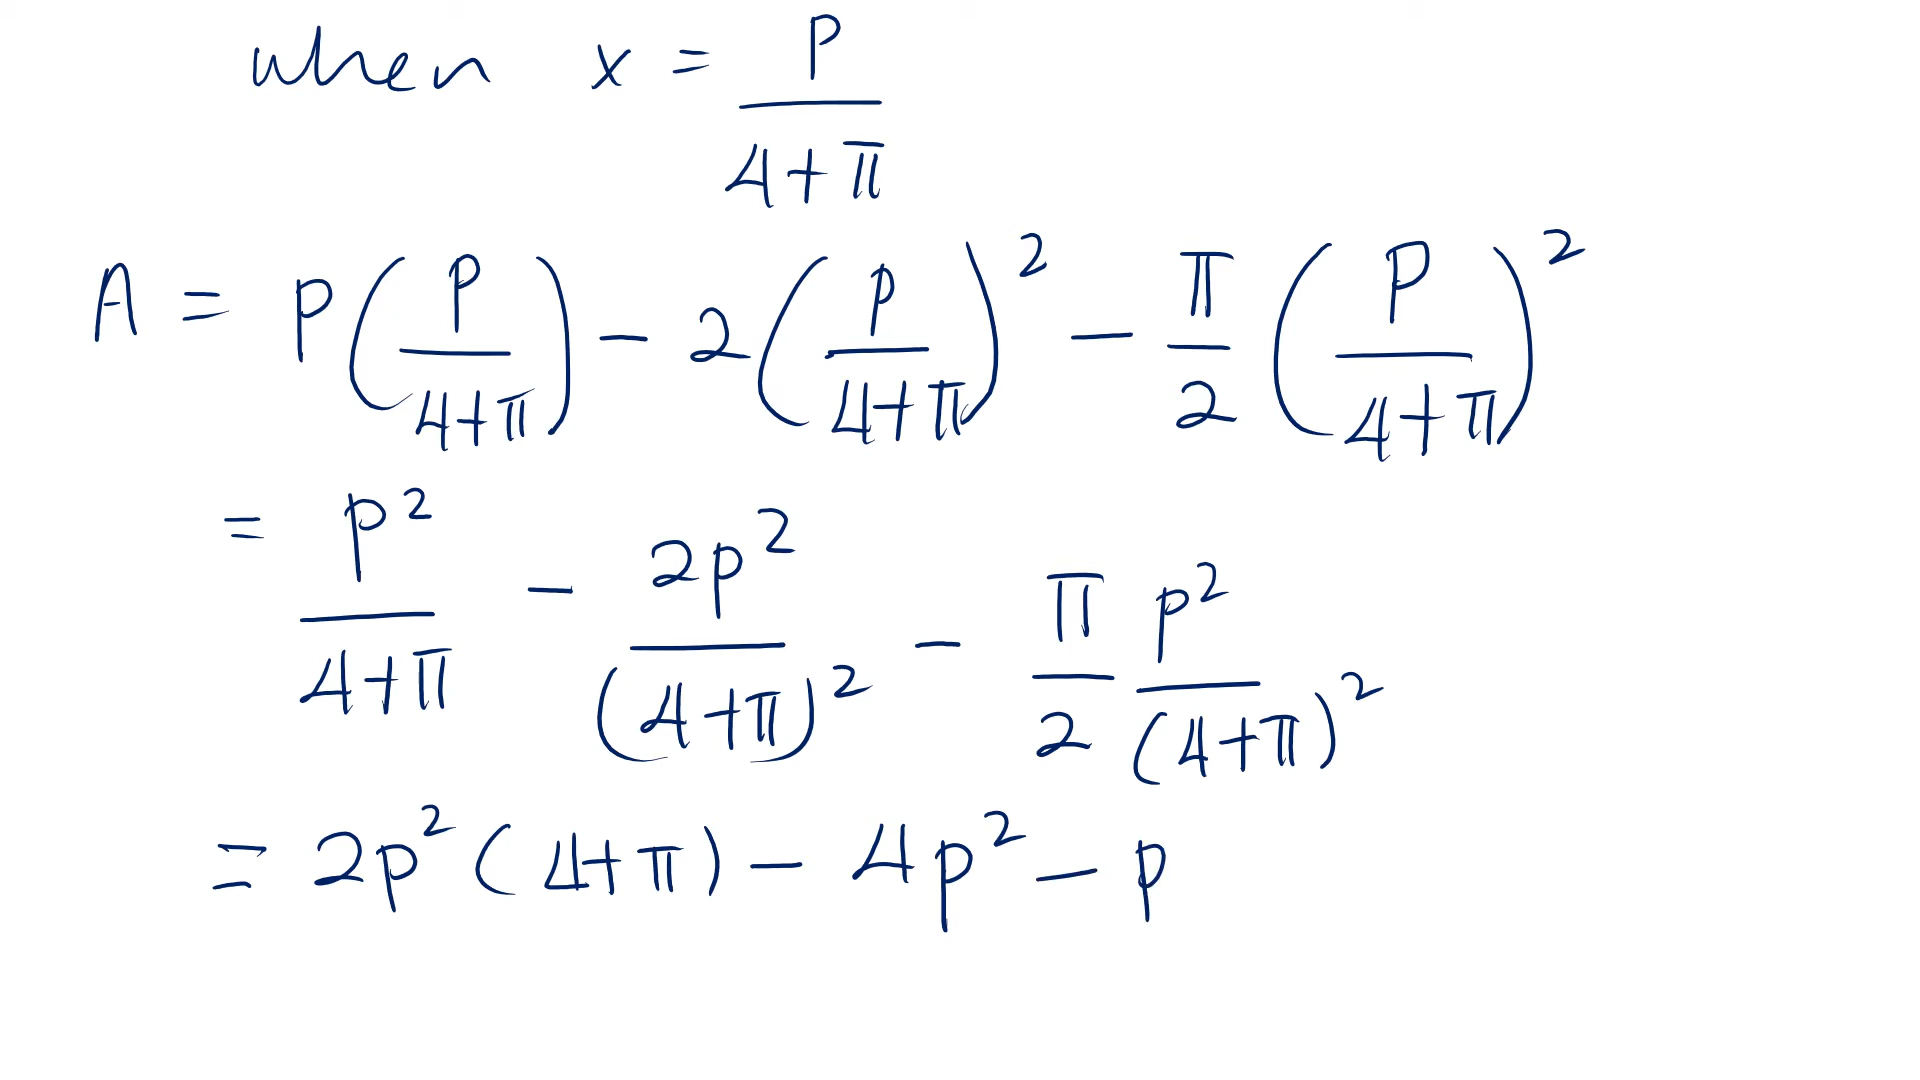 when x = P/(4+π)
A = P(P/(4+π)) - 2(P/(4+π))² - π/2 (P/(4+π))²
= p²/(4+π) - 2p²/(4+π)² - π/2 p²/(4+π)²
= 2p²(4+π) - 4p² - p